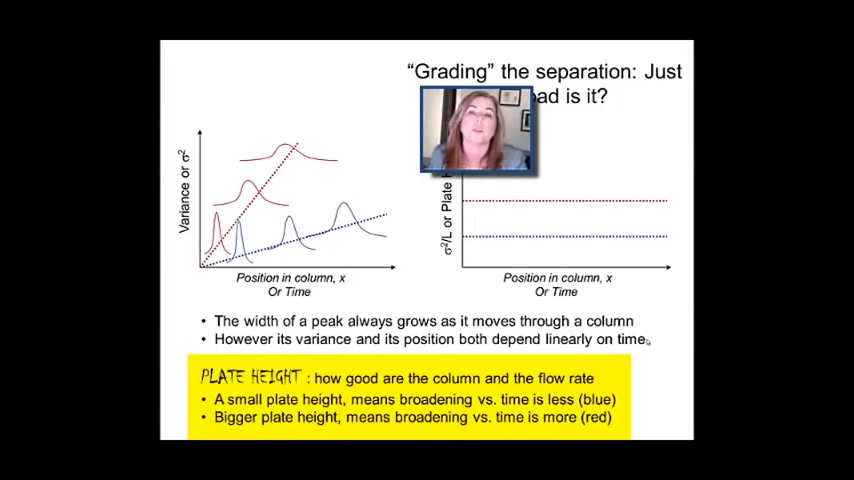 “Grading” the separation: Just
bad is it?
Variance or σ²
σ²/L or Plate
Position in column, x
Or Time
Position in column, x
Or Time
• The width of a peak always grows as it moves through a column
• However its variance and its position both depend linearly on time
PLATE HEIGHT : how good are the column and the flow rate
• A small plate height, means broadening vs. time is less (blue)
• Bigger plate height, means broadening vs. time is more (red)